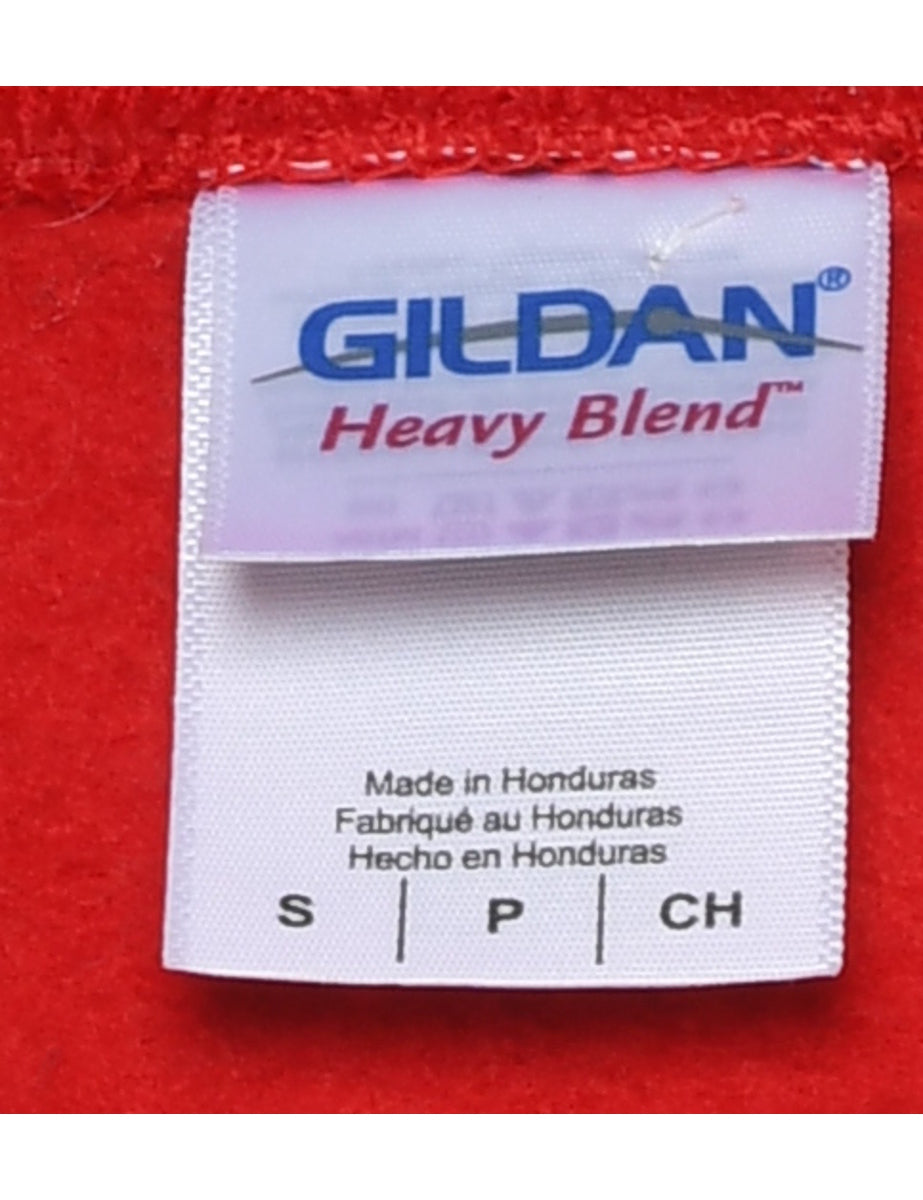 GILDAN®
Heavy Blend™
Made in Honduras
Fabriqué au Honduras
Hecho en Honduras
S | P | CH